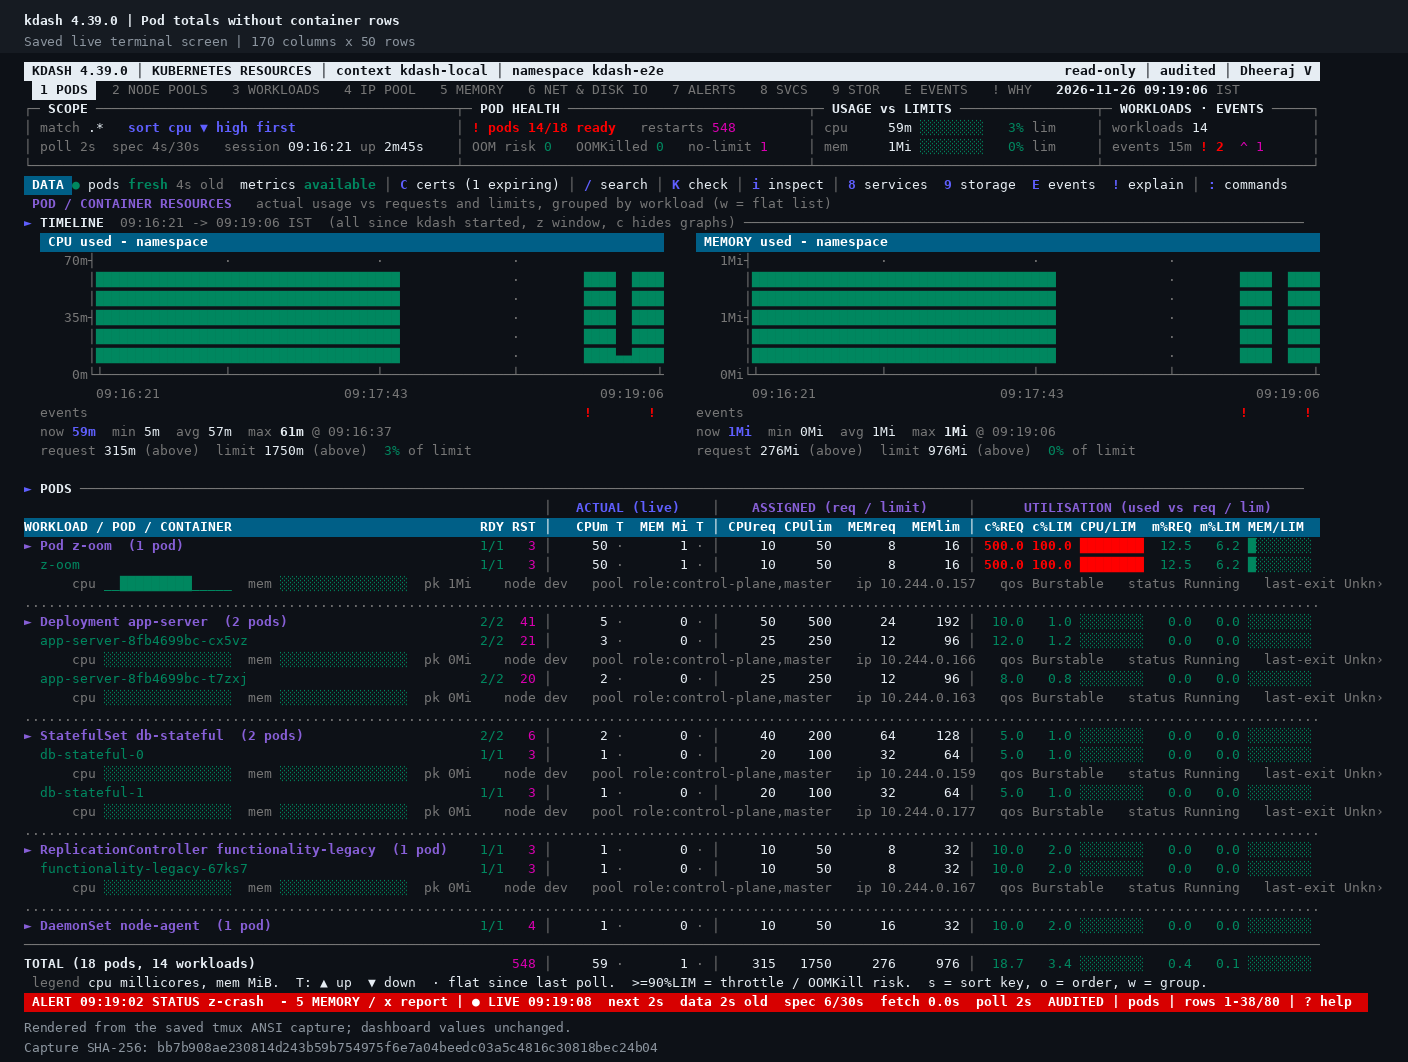 kdash 4.39.0 | Pod totals without container rows
Saved live terminal screen | 170 columns x 50 rows
KDASH 4.39.0 │ KUBERNETES RESOURCES │ context kdash-local │ namespace kdash-e2e read-only │ audited │ Dheeraj V
1 PODS 2 NODE POOLS 3 WORKLOADS 4 IP POOL 5 MEMORY 6 NET & DISK IO 7 ALERTS 8 SVCS 9 STOR E EVENTS ! WHY 2026-11-26 09:19:06 IST
SCOPE POD HEALTH USAGE vs LIMITS WORKLOADS · EVENTS
match .* sort cpu ▼ high first │ ! pods 14/18 ready restarts 548 │ cpu 59m 3% lim │ workloads 14
poll 2s spec 4s/30s session 09:16:21 up 2m45s │ OOM risk 0 OOMKilled 0 no-limit 1 │ mem 1Mi 0% lim │ events 15m ! 2 ^ 1
DATA ● pods fresh 4s old metrics available │ C certs (1 expiring) │ / search │ K check │ i inspect │ 8 services 9 storage E events ! explain │ : commands
POD / CONTAINER RESOURCES actual usage vs requests and limits, grouped by workload (w = flat list)
► TIMELINE 09:16:21 -> 09:19:06 IST (all since kdash started, z window, c hides graphs)
CPU used - namespace MEMORY used - namespace
70m 1Mi
35m 1Mi
0m 0Mi
09:16:21 09:17:43 09:19:06 09:16:21 09:17:43 09:19:06
events ! ! events ! !
now 59m min 5m avg 57m max 61m @ 09:16:37 now 1Mi min 0Mi avg 1Mi max 1Mi @ 09:19:06
request 315m (above) limit 1750m (above) 3% of limit request 276Mi (above) limit 976Mi (above) 0% of limit
► PODS
│ ACTUAL (live) │ ASSIGNED (req / limit) │ UTILISATION (used vs req / lim)
WORKLOAD / POD / CONTAINER RDY RST │ CPUm T MEM Mi T │ CPUreq CPUlim MEMreq MEMlim │ c%REQ c%LIM CPU/LIM m%REQ m%LIM MEM/LIM
► Pod z-oom (1 pod) 1/1 3 │ 50 · 1 · │ 10 50 8 16 │ 500.0 100.0 12.5 6.2
z-oom 1/1 3 │ 50 · 1 · │ 10 50 8 16 │ 500.0 100.0 12.5 6.2
cpu mem pk 1Mi node dev pool role:control-plane,master ip 10.244.0.157 qos Burstable status Running last-exit Unkn›
► Deployment app-server (2 pods) 2/2 41 │ 5 · 0 · │ 50 500 24 192 │ 10.0 1.0 0.0 0.0
app-server-8fb4699bc-cx5vz 2/2 21 │ 3 · 0 · │ 25 250 12 96 │ 12.0 1.2 0.0 0.0
cpu mem pk 0Mi node dev pool role:control-plane,master ip 10.244.0.166 qos Burstable status Running last-exit Unkn›
app-server-8fb4699bc-t7zxj 2/2 20 │ 2 · 0 · │ 25 250 12 96 │ 8.0 0.8 0.0 0.0
cpu mem pk 0Mi node dev pool role:control-plane,master ip 10.244.0.163 qos Burstable status Running last-exit Unkn›
► StatefulSet db-stateful (2 pods) 2/2 6 │ 2 · 0 · │ 40 200 64 128 │ 5.0 1.0 0.0 0.0
db-stateful-0 1/1 3 │ 1 · 0 · │ 20 100 32 64 │ 5.0 1.0 0.0 0.0
cpu mem pk 0Mi node dev pool role:control-plane,master ip 10.244.0.159 qos Burstable status Running last-exit Unkn›
db-stateful-1 1/1 3 │ 1 · 0 · │ 20 100 32 64 │ 5.0 1.0 0.0 0.0
cpu mem pk 0Mi node dev pool role:control-plane,master ip 10.244.0.177 qos Burstable status Running last-exit Unkn›
► ReplicationController functionality-legacy (1 pod) 1/1 3 │ 1 · 0 · │ 10 50 8 32 │ 10.0 2.0 0.0 0.0
functionality-legacy-67ks7 1/1 3 │ 1 · 0 · │ 10 50 8 32 │ 10.0 2.0 0.0 0.0
cpu mem pk 0Mi node dev pool role:control-plane,master ip 10.244.0.167 qos Burstable status Running last-exit Unkn›
► DaemonSet node-agent (1 pod) 1/1 4 │ 1 · 0 · │ 10 50 16 32 │ 10.0 2.0 0.0 0.0
TOTAL (18 pods, 14 workloads) 548 │ 59 · 1 · │ 315 1750 276 976 │ 18.7 3.4 0.4 0.1
legend cpu millicores, mem MiB. T: ▲ up ▼ down · flat since last poll. >=90%LIM = throttle / OOMKill risk. s = sort key, o = order, w = group.
ALERT 09:19:02 STATUS z-crash - 5 MEMORY / x report | ● LIVE 09:19:08 next 2s data 2s old spec 6/30s fetch 0.0s poll 2s AUDITED | pods | rows 1-38/80 | ? help
Rendered from the saved tmux ANSI capture; dashboard values unchanged.
Capture SHA-256: bb7b908ae230814d243b59b754975f6e7a04beedc03a5c4816c30818bec24b04